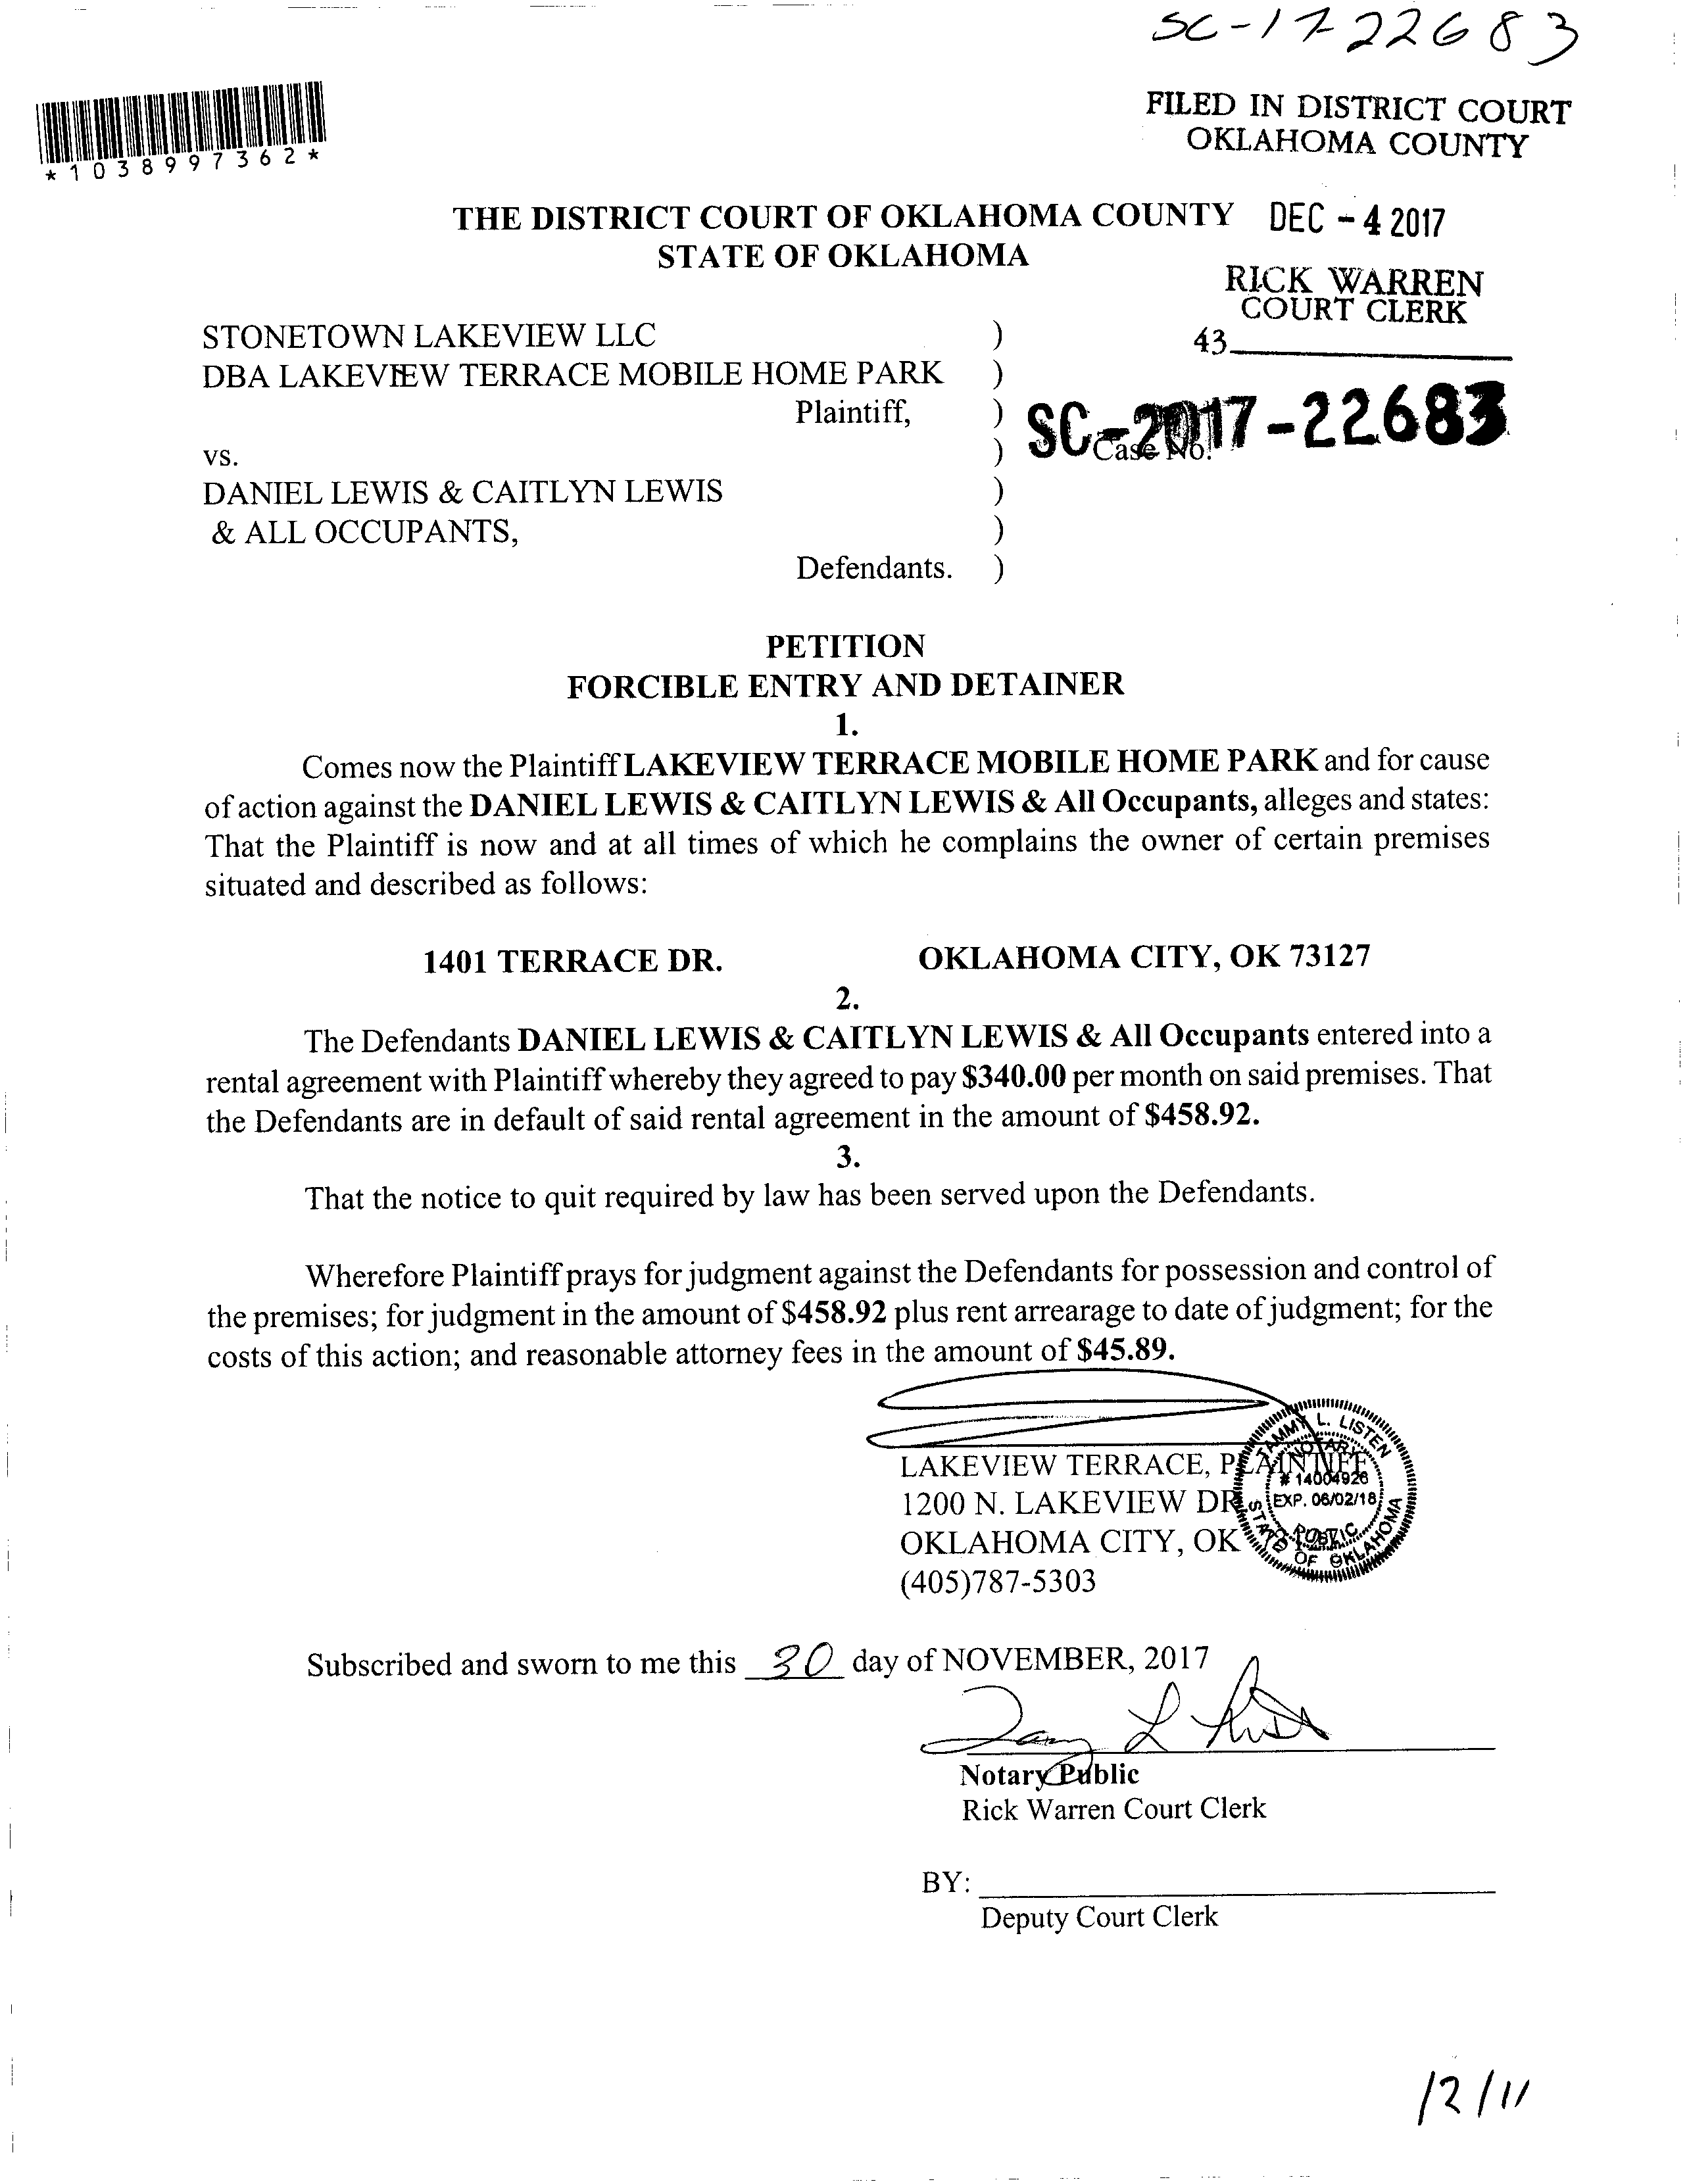 SC-17 22683
*1038997362*
FILED IN DISTRICT COURT
OKLAHOMA COUNTY
THE DISTRICT COURT OF OKLAHOMA COUNTY
STATE OF OKLAHOMA
DEC - 4 2017
RICK WARREN
COURT CLERK
43
STONETOWN LAKEVIEW LLC )
DBA LAKEVIEW TERRACE MOBILE HOME PARK )
Plaintiff, )
SC-2017-22683
vs. ) Case No.
DANIEL LEWIS & CAITLYN LEWIS )
& ALL OCCUPANTS, )
Defendants. )
PETITION
FORCIBLE ENTRY AND DETAINER
1.
Comes now the Plaintiff LAKEVIEW TERRACE MOBILE HOME PARK and for cause
of action against the DANIEL LEWIS & CAITLYN LEWIS & All Occupants, alleges and states:
That the Plaintiff is now and at all times of which he complains the owner of certain premises
situated and described as follows:
1401 TERRACE DR. OKLAHOMA CITY, OK 73127
2.
The Defendants DANIEL LEWIS & CAITLYN LEWIS & All Occupants entered into a
rental agreement with Plaintiff whereby they agreed to pay $340.00 per month on said premises. That
the Defendants are in default of said rental agreement in the amount of $458.92.
3.
That the notice to quit required by law has been served upon the Defendants.
Wherefore Plaintiff prays for judgment against the Defendants for possession and control of
the premises; for judgment in the amount of $458.92 plus rent arrearage to date of judgment; for the
costs of this action; and reasonable attorney fees in the amount of $45.89.
LAKEVIEW TERRACE, PLAINTIFF
1200 N. LAKEVIEW DR
OKLAHOMA CITY, OK
(405)787-5303
TAMMY L. LISTEN
NOTARY
# 14004926
EXP. 06/02/18
PUBLIC
STATE OF OKLAHOMA
Subscribed and sworn to me this 30 day of NOVEMBER, 2017
Notary Public
Rick Warren Court Clerk
BY:
Deputy Court Clerk
12/11